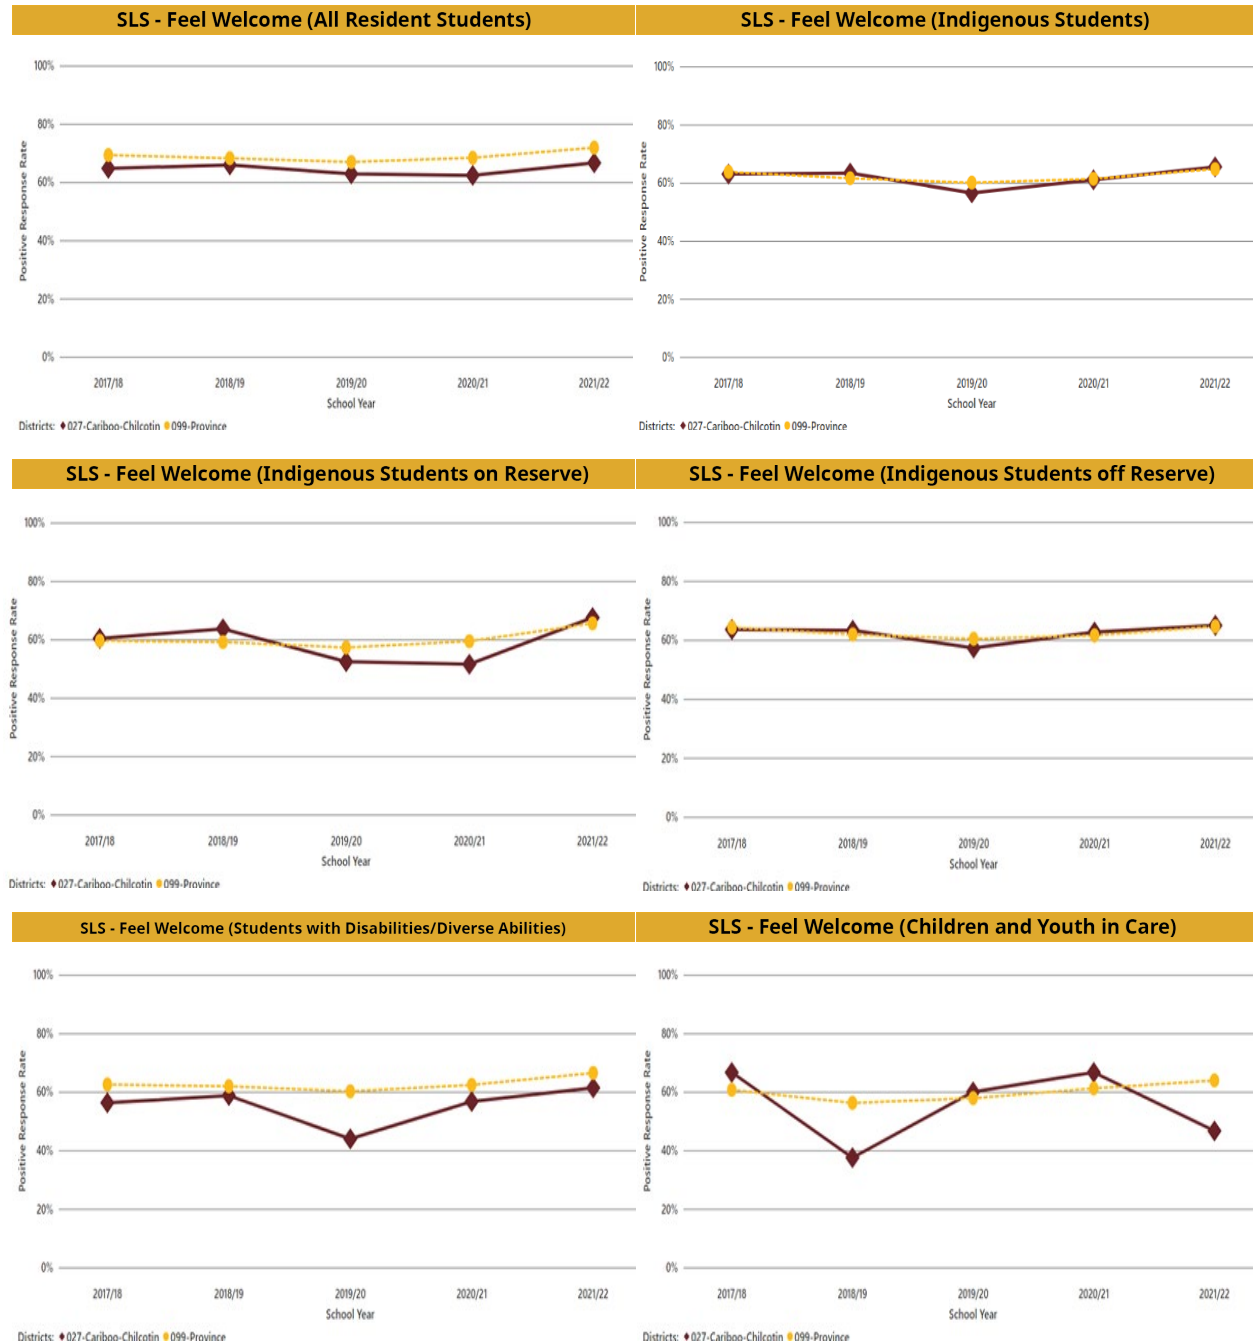 SLS - Feel Welcome (All Resident Students)
100%
80%
60%
40%
20%
0%
Positive Response Rate
2017/18 2018/19 2019/20 2020/21 2021/22
School Year
Districts: 027-Cariboo-Chilcotin 099-Province
SLS - Feel Welcome (Indigenous Students)
100%
80%
60%
40%
20%
0%
Positive Response Rate
2017/18 2018/19 2019/20 2020/21 2021/22
School Year
Districts: 027-Cariboo-Chilcotin 099-Province
SLS - Feel Welcome (Indigenous Students on Reserve)
100%
80%
60%
40%
20%
0%
Positive Response Rate
2017/18 2018/19 2019/20 2020/21 2021/22
School Year
Districts: 027-Cariboo-Chilcotin 099-Province
SLS - Feel Welcome (Indigenous Students off Reserve)
100%
80%
60%
40%
20%
0%
Positive Response Rate
2017/18 2018/19 2019/20 2020/21 2021/22
School Year
Districts: 027-Cariboo-Chilcotin 099-Province
SLS - Feel Welcome (Students with Disabilities/Diverse Abilities)
100%
80%
60%
40%
20%
0%
Positive Response Rate
2017/18 2018/19 2019/20 2020/21 2021/22
School Year
Districts: 027-Cariboo-Chilcotin 099-Province
SLS - Feel Welcome (Children and Youth in Care)
100%
80%
60%
40%
20%
0%
Positive Response Rate
2017/18 2018/19 2019/20 2020/21 2021/22
School Year
Districts: 027-Cariboo-Chilcotin 099-Province